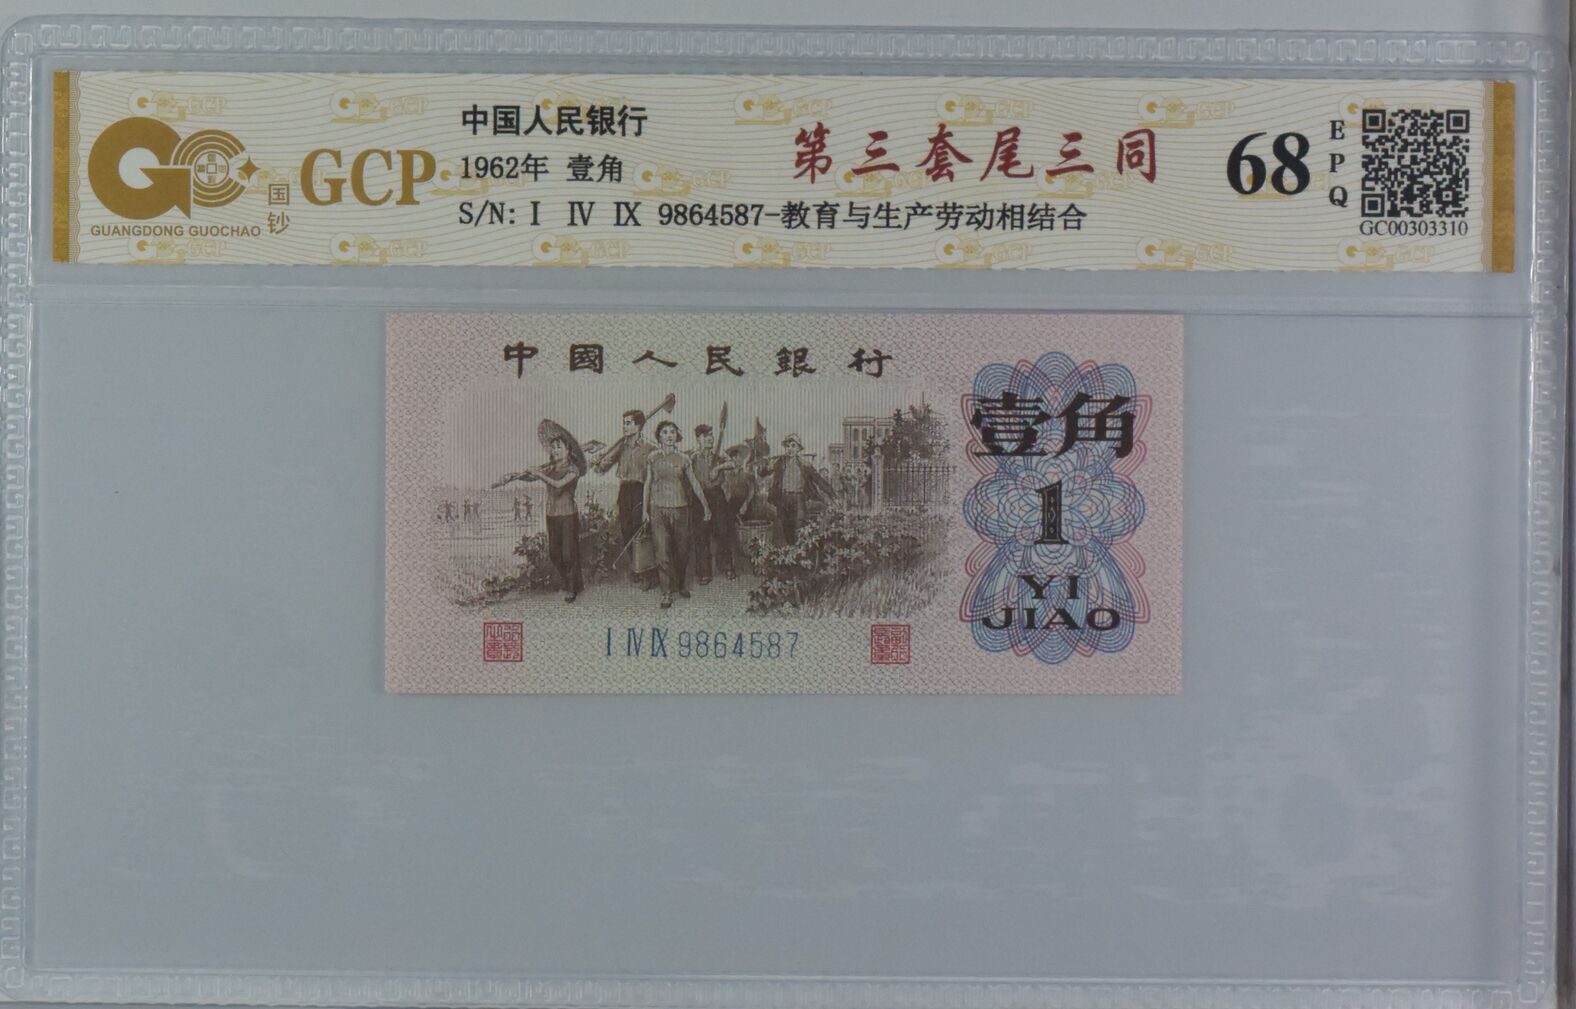 中国人民银行
1962年 壹角
S/N: I IV IX 9864587-教育与生产劳动相结合
第三套尾三同
68
EPQ
GC00303310
GCP
国钞
GUANGDONG GUOCHAO
中國人民銀行
壹角
1
YI
JIAO
I IV IX 9864587